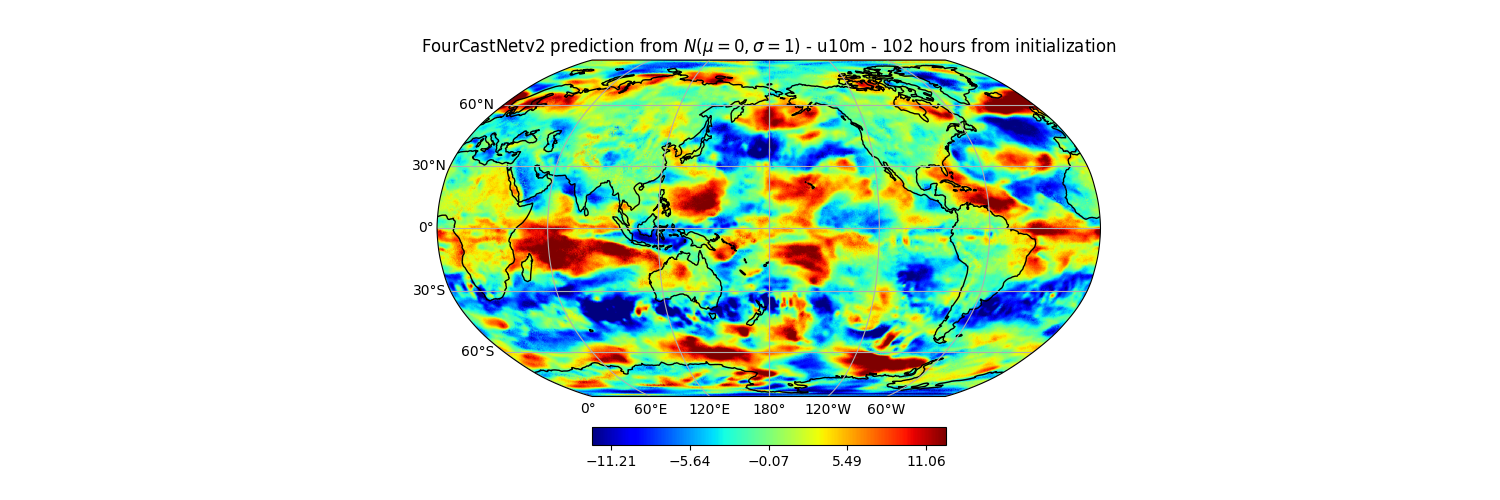 FourCastNetv2 prediction from N(μ = 0, σ = 1) - u10m - 102 hours from initialization
60°N
30°N
0°
30°S
60°S
0° 60°E 120°E 180° 120°W 60°W
−11.21 −5.64 −0.07 5.49 11.06